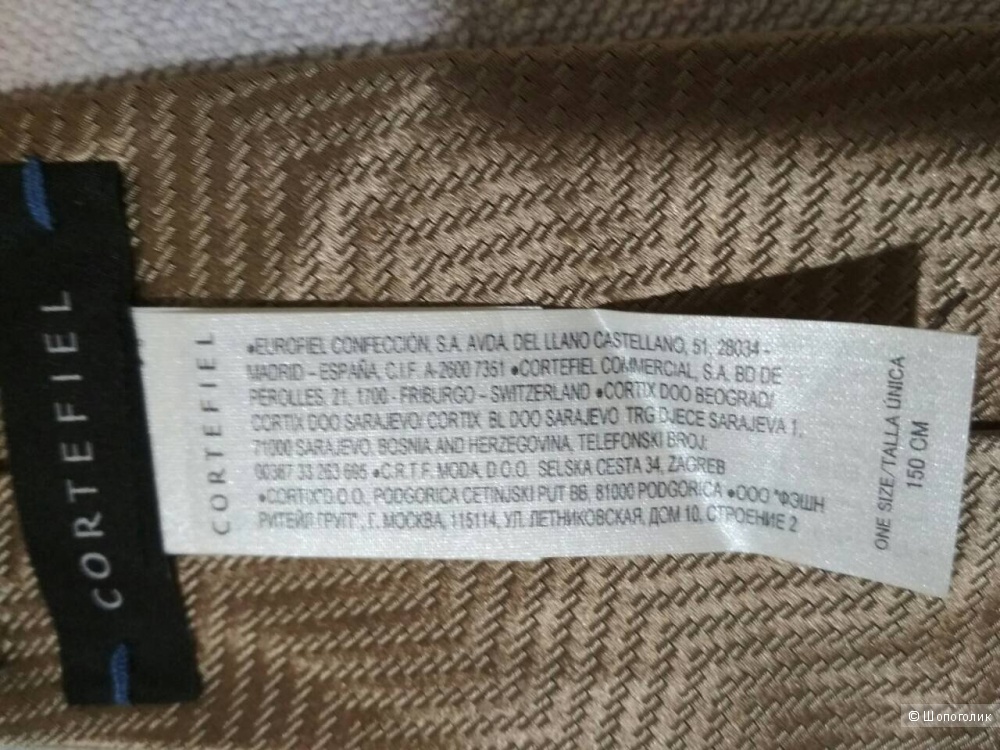 CORTEFIEL
CORTEFIEL
●EUROFIEL CONFECCIÓN, S.A. AVDA. DEL LLANO CASTELLANO, 51, 28034 -
MADRID – ESPAÑA, C.I.F. A-2600 7361 ●CORTEFIEL COMMERCIAL, S.A. BD DE
PEROLLES, 21, 1700 - FRIBURGO – SWITZERLAND ●CORTIX DOO BEOGRAD/
CORTIX DOO SARAJEVO/ CORTIX BL DOO SARAJEVO TRG DJECE SARAJEVA 1,
71000 SARAJEVO, BOSNIA AND HERZEGOVINA, TELEFONSKI BROJ:
00387 33 263 695 ●C.R.T.F. MODA, D.O.O. SELSKA CESTA 34, ZAGREB
●CORTIX"D.O.O. PODGORICA CETINJSKI PUT BB, 81000 PODGORICA ●ООО "ФЭШН
РИТЕЙЛ ГРУП", Г. МОСКВА, 115114, УЛ. ЛЕТНИКОВСКАЯ, ДОМ 10, СТРОЕНИЕ 2
ONE SIZE/TALLA ÚNICA
150 CM
© Шопоголик